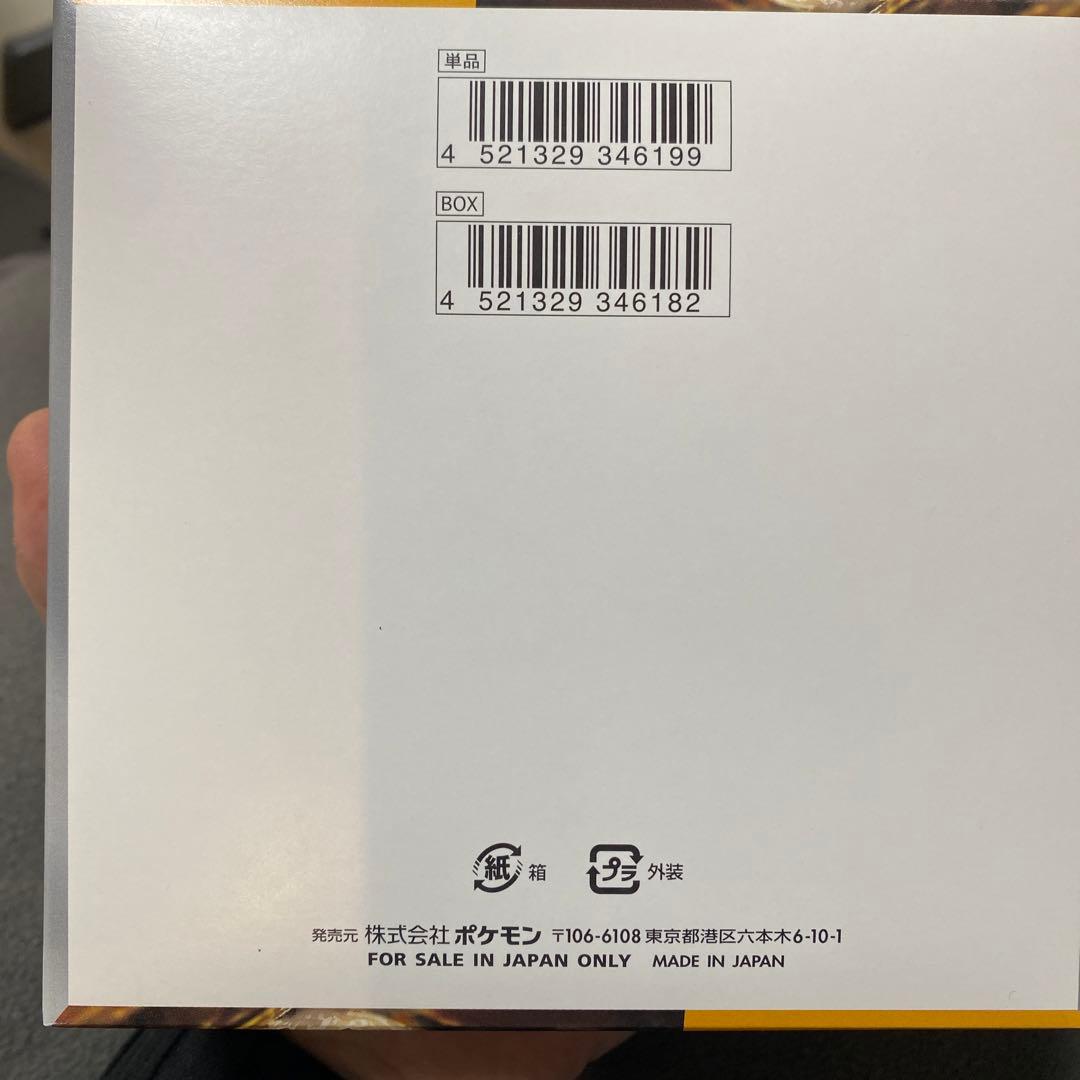 単品
4 521329 346199
BOX
4 521329 346182
紙 箱 プラ 外装
発売元 株式会社 ポケモン 〒106-6108 東京都港区六本木6-10-1
FOR SALE IN JAPAN ONLY MADE IN JAPAN